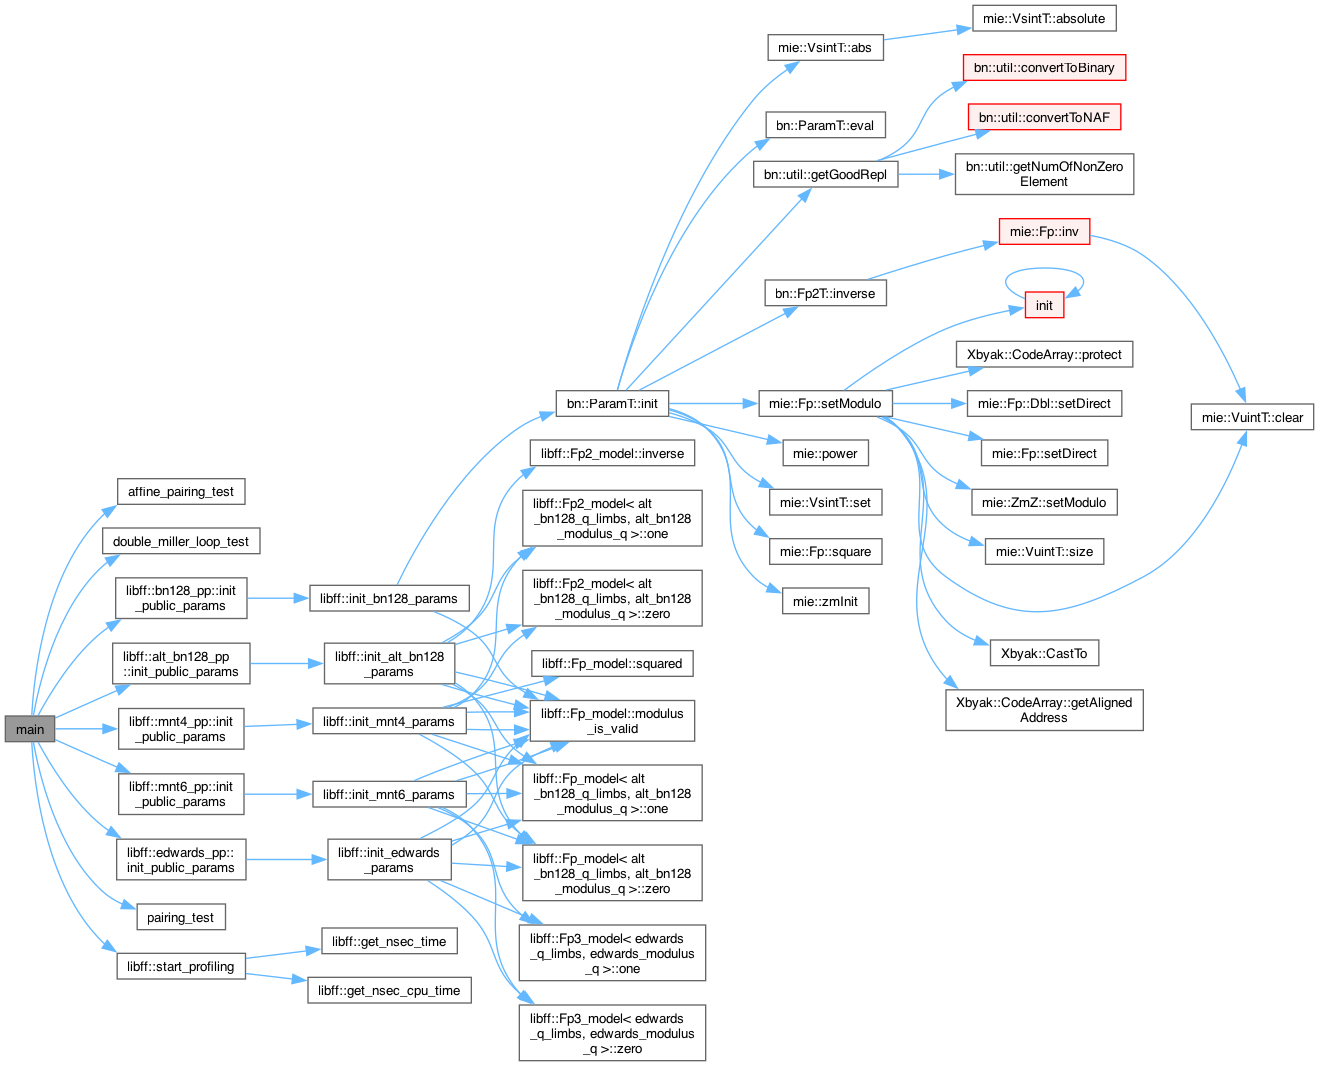 main
affine_pairing_test
double_miller_loop_test
libff::bn128_pp::init
_public_params
libff::alt_bn128_pp
::init_public_params
libff::mnt4_pp::init
_public_params
libff::mnt6_pp::init
_public_params
libff::edwards_pp::
init_public_params
pairing_test
libff::start_profiling
libff::init_bn128_params
libff::init_alt_bn128
_params
libff::init_mnt4_params
libff::init_mnt6_params
libff::init_edwards
_params
libff::get_nsec_time
libff::get_nsec_cpu_time
bn::ParamT::init
libff::Fp2_model::inverse
libff::Fp2_model< alt
_bn128_q_limbs, alt_bn128
_modulus_q >::one
libff::Fp2_model< alt
_bn128_q_limbs, alt_bn128
_modulus_q >::zero
libff::Fp_model::squared
libff::Fp_model::modulus
_is_valid
libff::Fp_model< alt
_bn128_q_limbs, alt_bn128
_modulus_q >::one
libff::Fp_model< alt
_bn128_q_limbs, alt_bn128
_modulus_q >::zero
libff::Fp3_model< edwards
_q_limbs, edwards_modulus
_q >::one
libff::Fp3_model< edwards
_q_limbs, edwards_modulus
_q >::zero
mie::VsintT::abs
bn::ParamT::eval
bn::util::getGoodRepl
bn::Fp2T::inverse
mie::Fp::setModulo
mie::power
mie::VsintT::set
mie::Fp::square
mie::zmInit
mie::VsintT::absolute
bn::util::convertToBinary
bn::util::convertToNAF
bn::util::getNumOfNonZero
Element
mie::Fp::inv
init
Xbyak::CodeArray::protect
mie::Fp::Dbl::setDirect
mie::Fp::setDirect
mie::ZmZ::setModulo
mie::VuintT::size
Xbyak::CastTo
Xbyak::CodeArray::getAligned
Address
mie::VuintT::clear